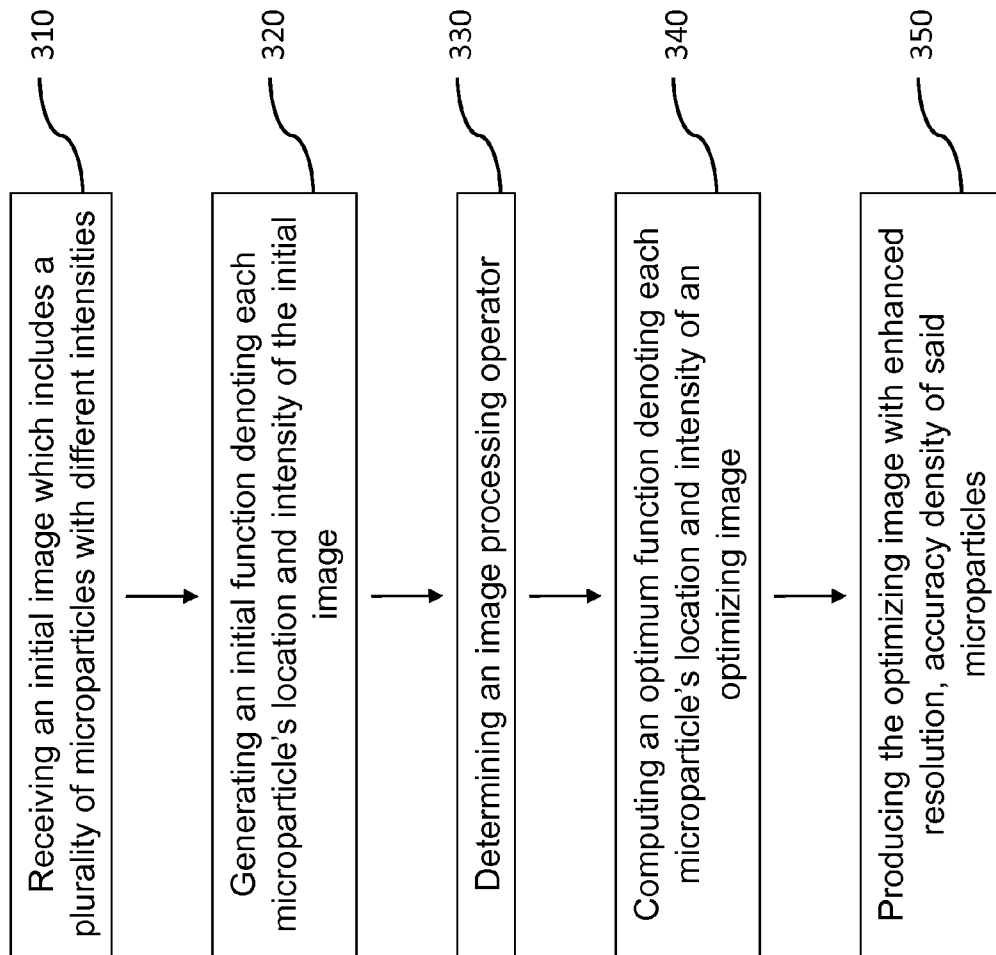 310
Receiving an initial image which includes a
plurality of microparticles with different intensities
320
Generating an initial function denoting each
microparticle's location and intensity of the initial
image
330
Determining an image processing operator
340
Computing an optimum function denoting each
microparticle's location and intensity of an
optimizing image
350
Producing the optimizing image with enhanced
resolution, accuracy density of said
microparticles